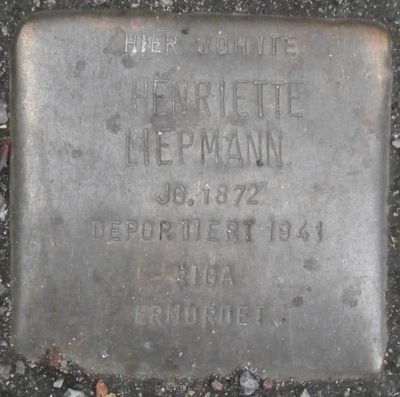 HIER WOHNTE
HENRIETTE
LIEPMANN
JG. 1872
DEPORTIERT 1941
RIGA
ERMORDET